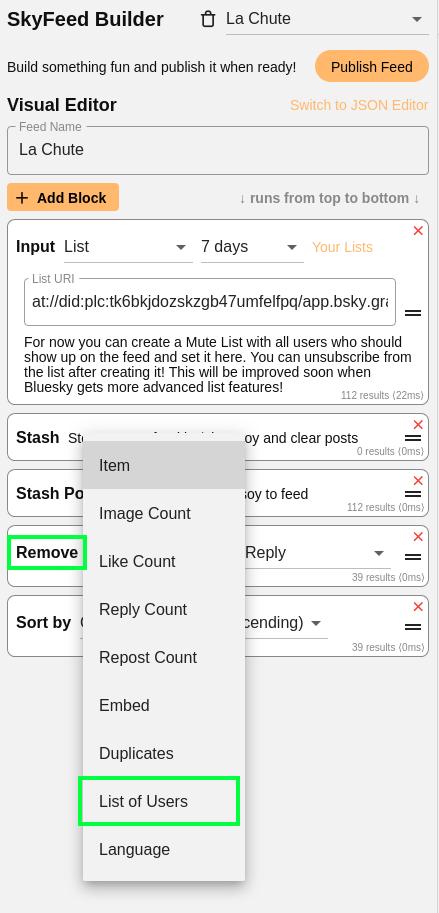 SkyFeed Builder
La Chute
Build something fun and publish it when ready!
Publish Feed
Visual Editor
Switch to JSON Editor
Feed Name
La Chute
+ Add Block
↓ runs from top to bottom ↓
Input List 7 days Your Lists
List URI
at://did:plc:tk6bkjdozskzgb47umfelfpq/app.bsky.gra
For now you can create a Mute List with all users who should
show up on the feed and set it here. You can unsubscribe from
the list after creating it! This will be improved soon when
Bluesky gets more advanced list features!
112 results (22ms)
Stash
oy and clear posts
0 results (0ms)
Stash Po
soy to feed
112 results (0ms)
Remove
Reply
39 results (0ms)
Sort by
cending)
39 results (0ms)
Item
Image Count
Like Count
Reply Count
Repost Count
Embed
Duplicates
List of Users
Language